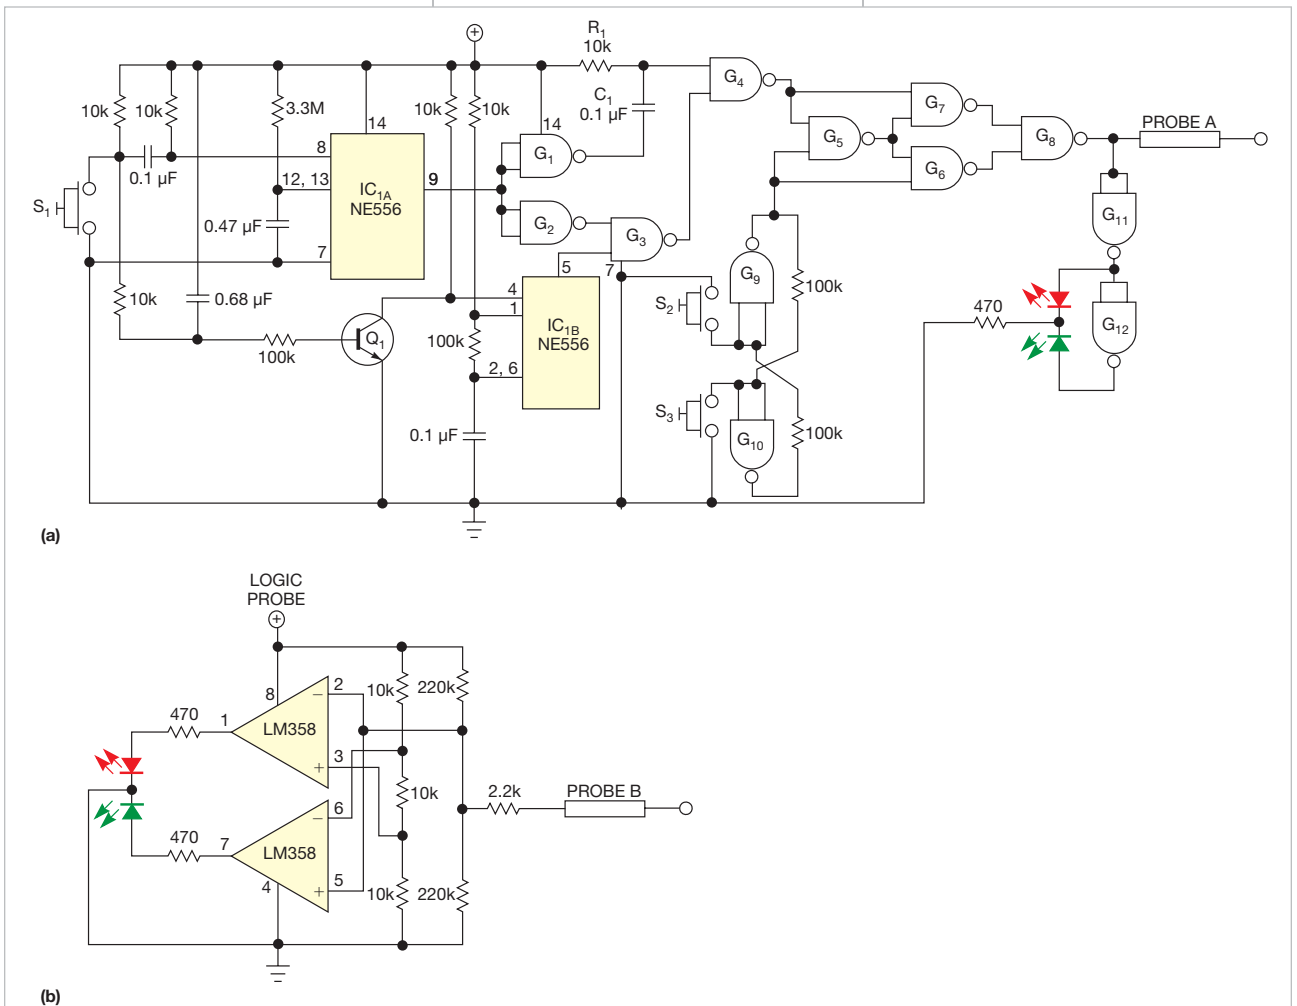 +
R1
10k
G4
10k
10k
3.3M
10k
10k
C1
0.1 µF
G7
14
14
G5
G8
PROBE A
8
G1
0.1 µF
12, 13
IC1A
NE556
9
G6
S1
G11
0.47 µF
G2
G3
7
5
7
G9
10k
0.68 µF
4
S2
100k
470
1
IC1B
NE556
G12
Q1
100k
100k
2, 6
S3
0.1 µF
G10
100k
(a)
LOGIC
PROBE
+
8
2
–
10k
220k
470
1
LM358
3
+
10k
2.2k
PROBE B
6
–
470
7
LM358
4
5
+
10k
220k
(b)